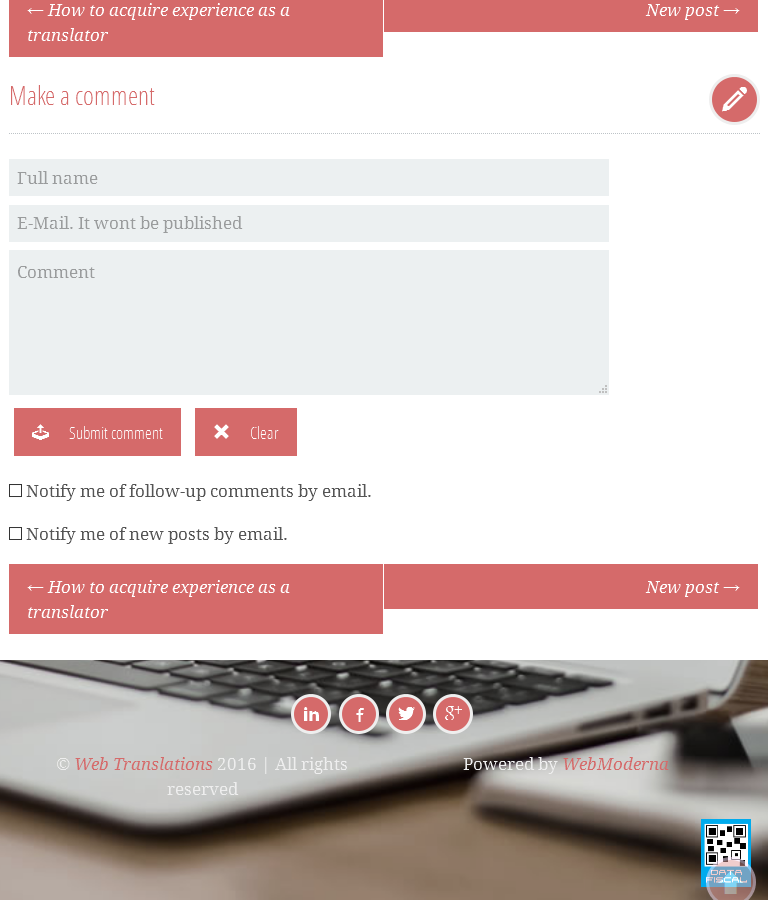 ← How to acquire experience as a
translator
New post →
Make a comment
Full name
E-Mail. It wont be published
Comment
Submit comment
Clear
Notify me of follow-up comments by email.
Notify me of new posts by email.
← How to acquire experience as a
translator
New post →
© Web Translations 2016 | All rights
reserved
Powered by WebModerna
DATA
FISCAL